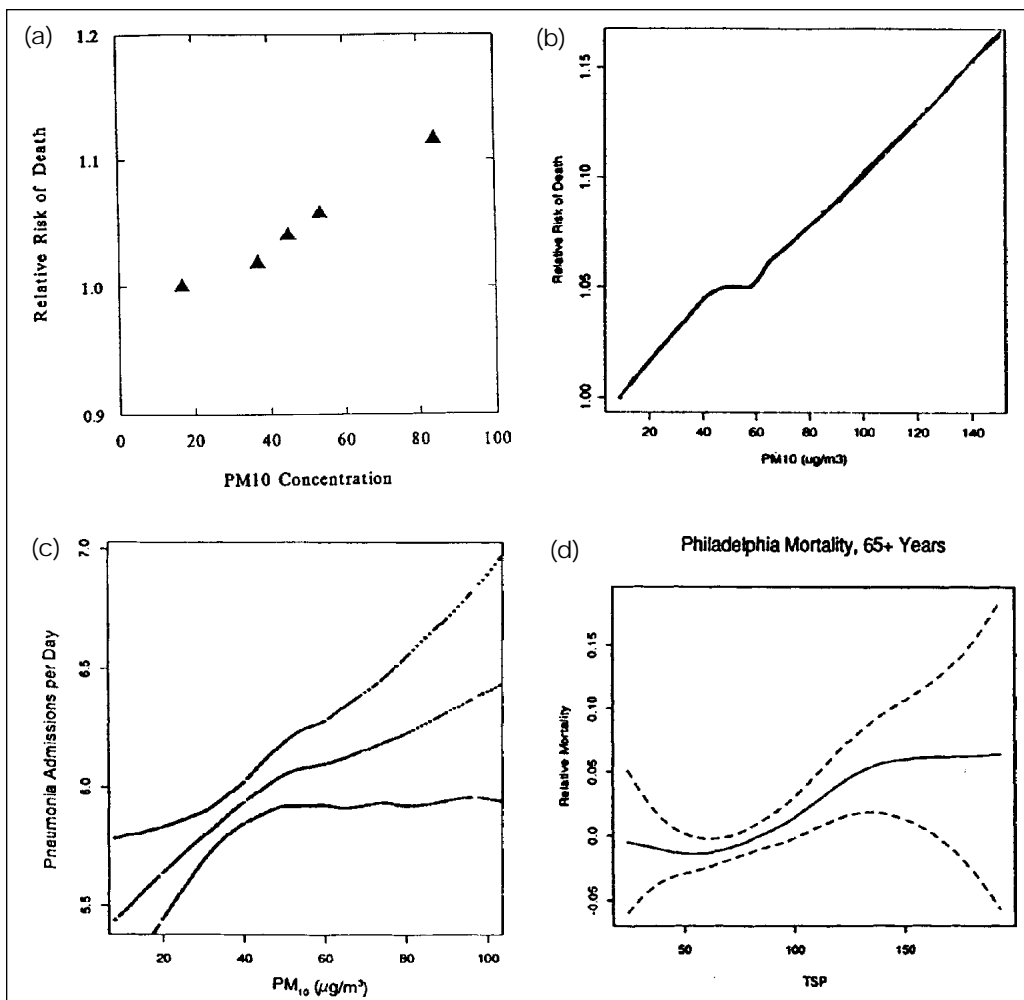 (a)
1.2
1.1
1.0
0.9
Relative Risk of Death
0 20 40 60 80 100
PM10 Concentration
(b)
1.15
1.10
1.05
1.00
Relative Risk of Death
20 40 60 80 100 120 140
PM10 (ug/m3)
(c)
7.0
6.5
6.0
5.5
Pneumonia Admissions per Day
20 40 60 80 100
PM₁₀ (µg/m³)
(d)
Philadelphia Mortality, 65+ Years
0.15
0.10
0.05
0.0
-0.05
Relative Mortality
50 100 150
TSP